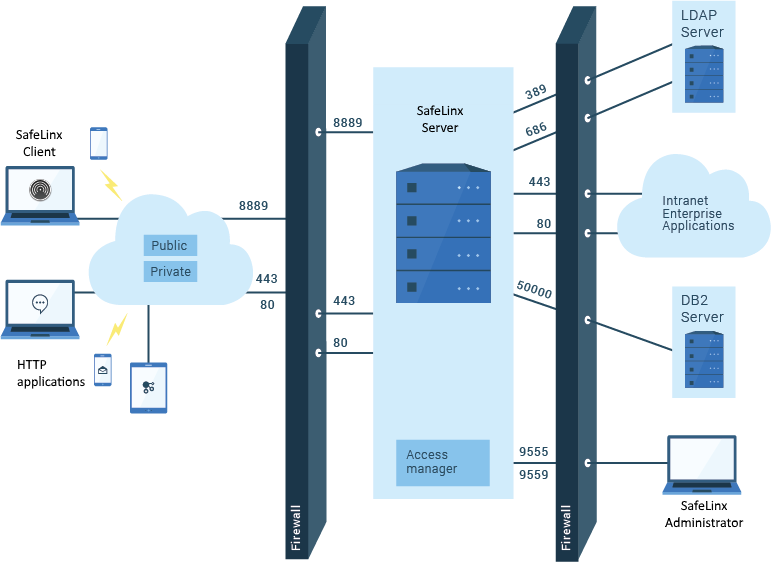 SafeLinx
Client
8889
Public
Private
443
80
HTTP
applications
Firewall
8889
443
80
SafeLinx
Server
Access
manager
389
686
443
80
50000
9555
9559
Firewall
LDAP
Server
Intranet
Enterprise
Applications
DB2
Server
SafeLinx
Administrator